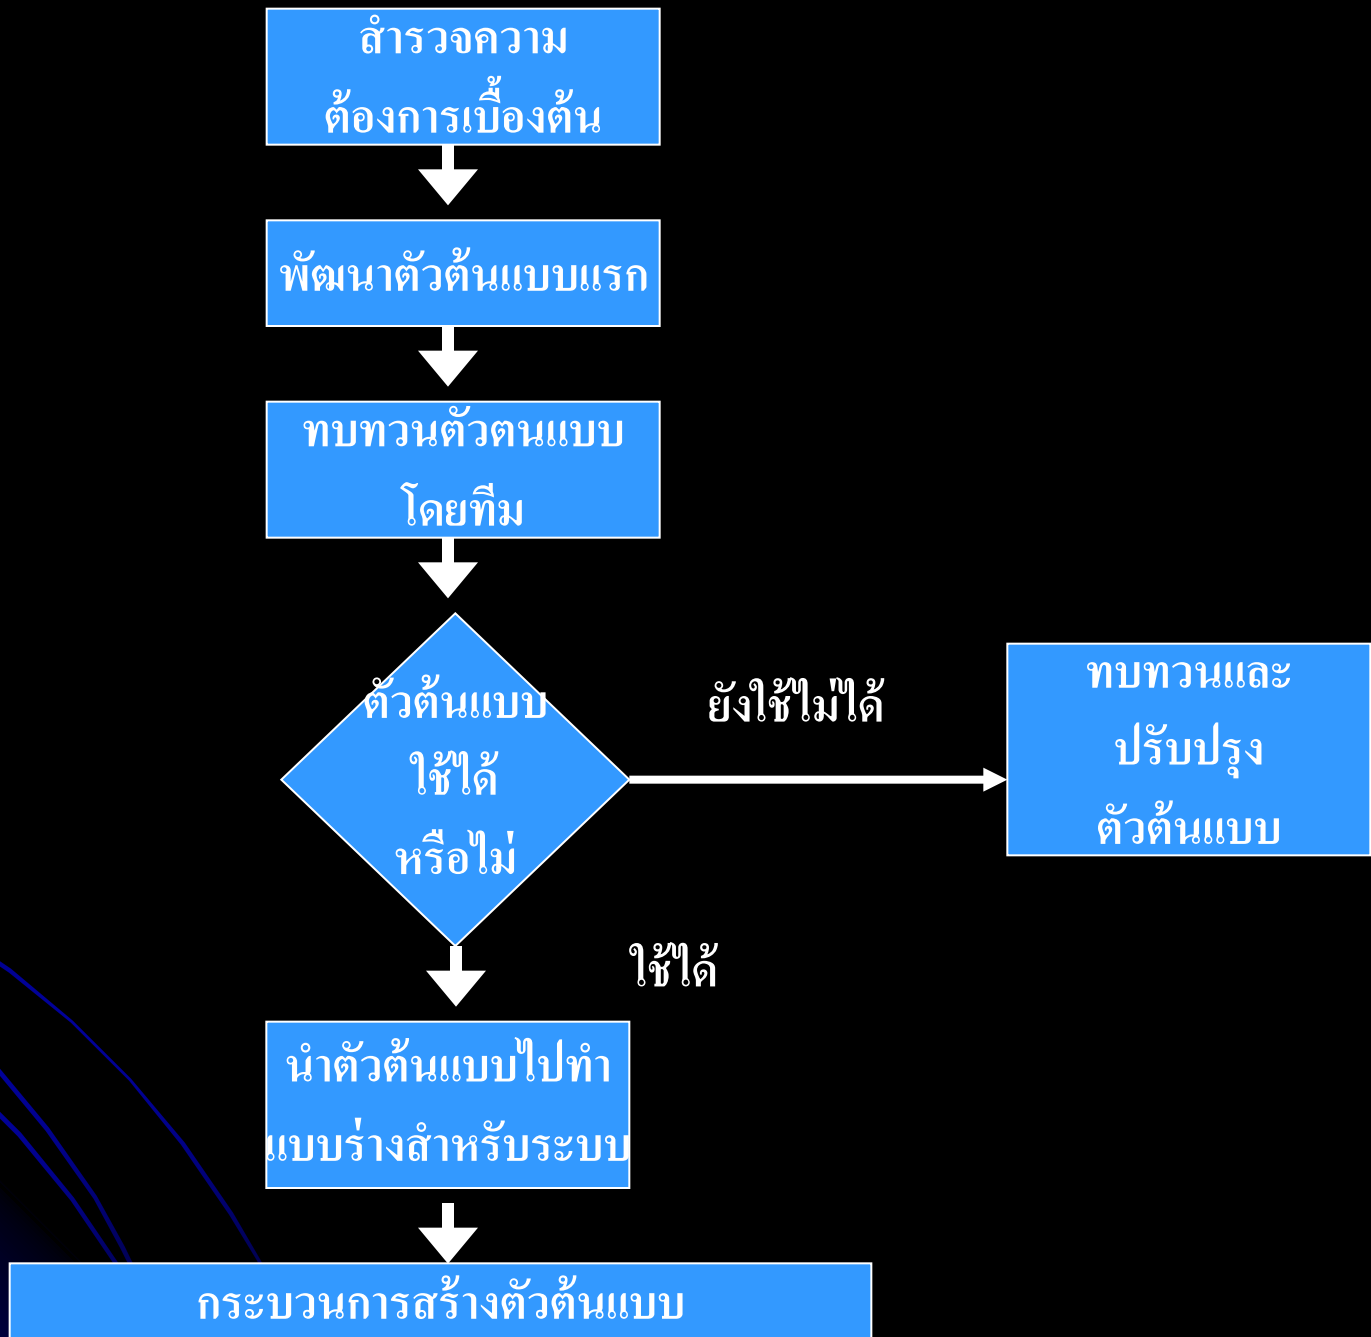 สำรวจความ
ต้องการเบื้องต้น
พัฒนาตัวต้นแบบแรก
ทบทวนตัวตนแบบ
โดยทีม
ตัวต้นแบบ
ใช้ได้
หรือไม่
ยังใช้ไม่ได้
ทบทวนและ
ปรับปรุง
ตัวต้นแบบ
ใช้ได้
นำตัวต้นแบบไปทำ
แบบร่างสำหรับระบบ
กระบวนการสร้างตัวต้นแบบ